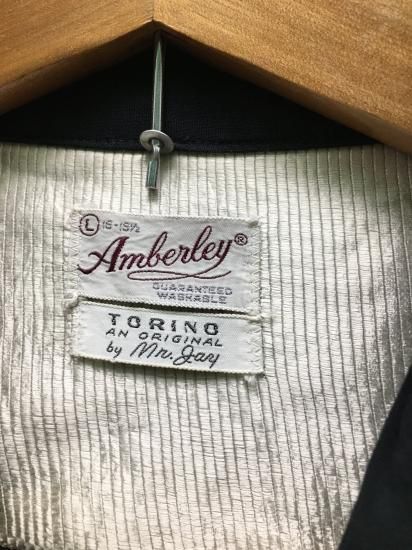 L 15-15½
Amberley®
GUARANTEED
WASHABLE
TORINO
AN ORIGINAL
by Mr. Jay